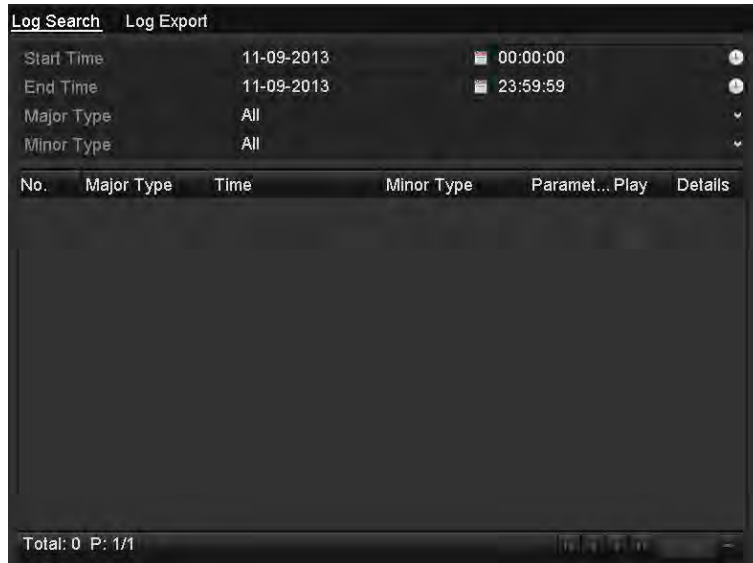 Log Search Log Export
Start Time 11-09-2013 00:00:00
End Time 11-09-2013 23:59:59
Major Type All
Minor Type All
No. Major Type Time Minor Type Paramet... Play Details
Total: 0 P: 1/1